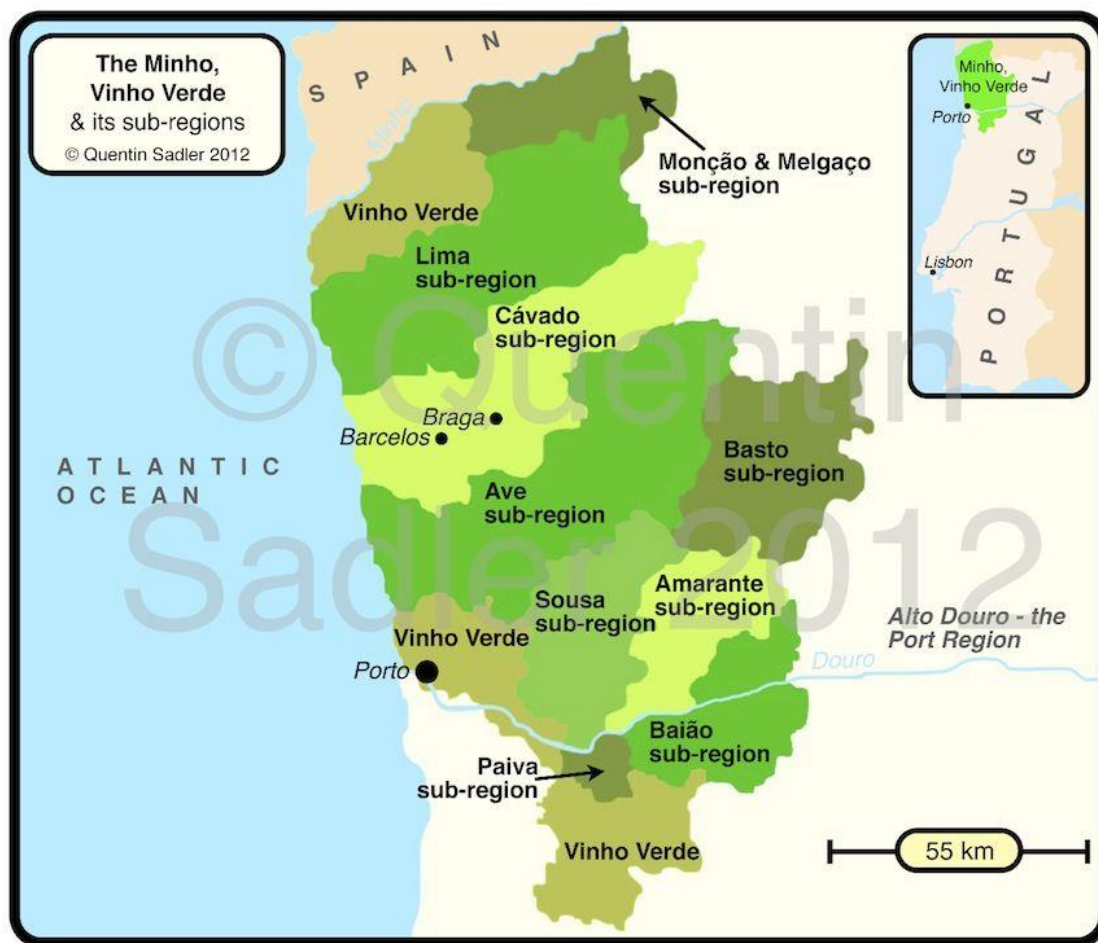 The Minho,
Vinho Verde
& its sub-regions
© Quentin Sadler 2012
SPAIN
Minho
Monção & Melgaço
sub-region
Minho,
Vinho Verde
Porto
PORTUGAL
Lisbon
Vinho Verde
Lima
sub-region
Cávado
sub-region
© Quentin
Sadler 2012
Braga
Barcelos
Basto
sub-region
ATLANTIC
OCEAN
Ave
sub-region
Amarante
sub-region
Sousa
sub-region
Alto Douro - the
Port Region
Vinho Verde
Porto
Douro
Baião
sub-region
Paiva
sub-region
Vinho Verde
55 km